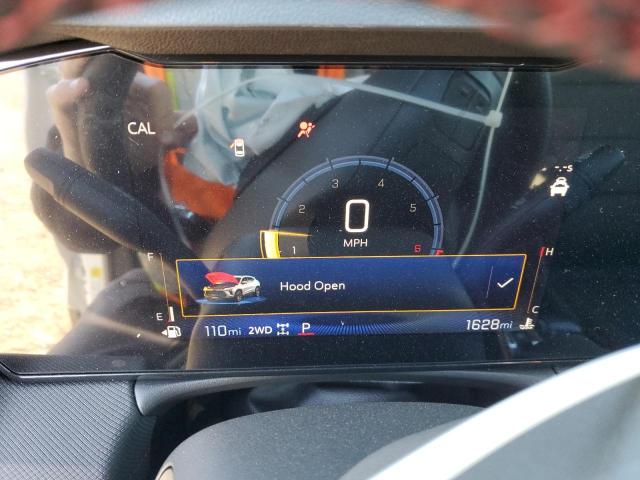 CAL
-.-s
3 4
2 5
1 6
0
MPH
F H
Hood Open
E C
110mi 2WD P 1628mi